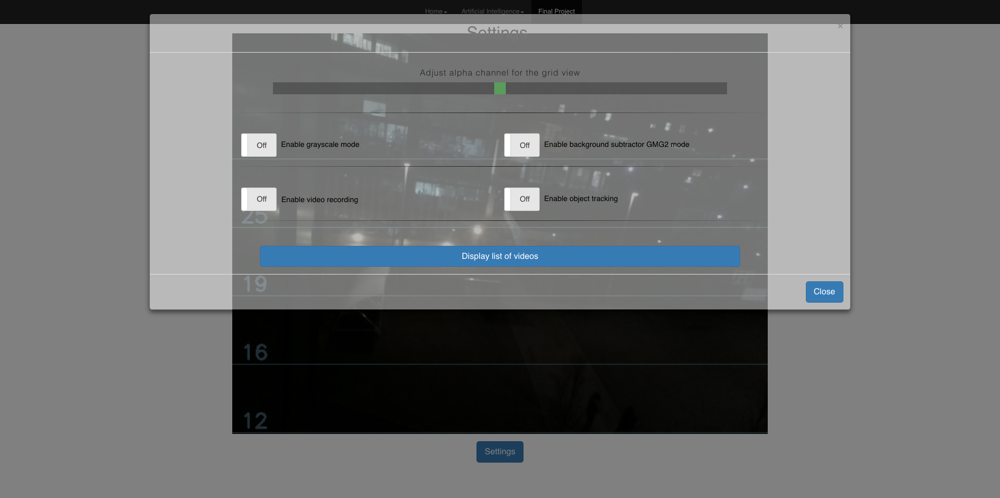 Home Artificial Intelligence Final Project
×
Settings
Adjust alpha channel for the grid view
Off Enable grayscale mode Off Enable background subtractor GMG2 mode
Off Enable video recording Off Enable object tracking
25
Display list of videos
19
Close
16
12
Settings